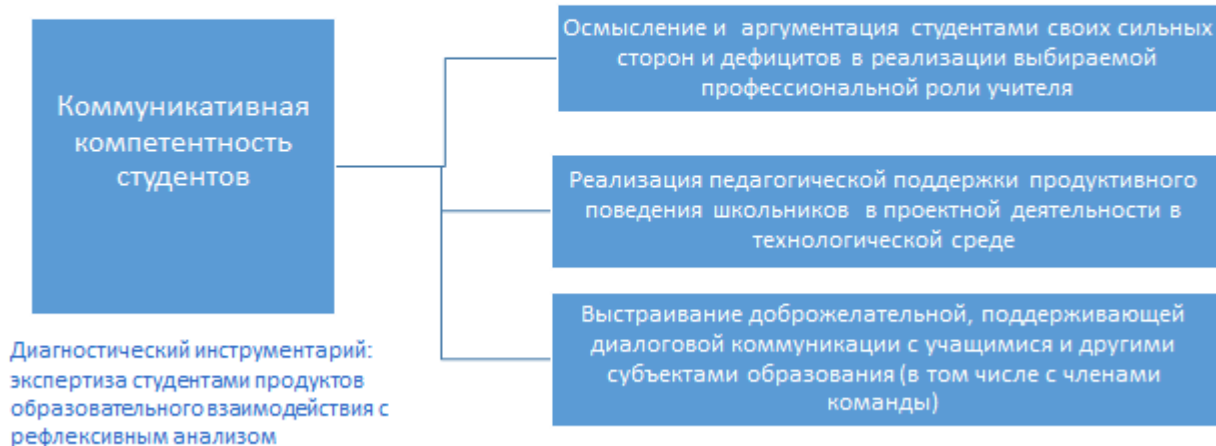 Коммуникативная
компетентность
студентов
Диагностический инструментарий:
экспертиза студентами продуктов
образовательного взаимодействия с
рефлексивным анализом
Осмысление и аргументация студентами своих сильных
сторон и дефицитов в реализации выбираемой
профессиональной роли учителя
Реализация педагогической поддержки продуктивного
поведения школьников в проектной деятельности в
технологической среде
Выстраивание доброжелательной, поддерживающей
диалоговой коммуникации с учащимися и другими
субъектами образования (в том числе с членами
команды)